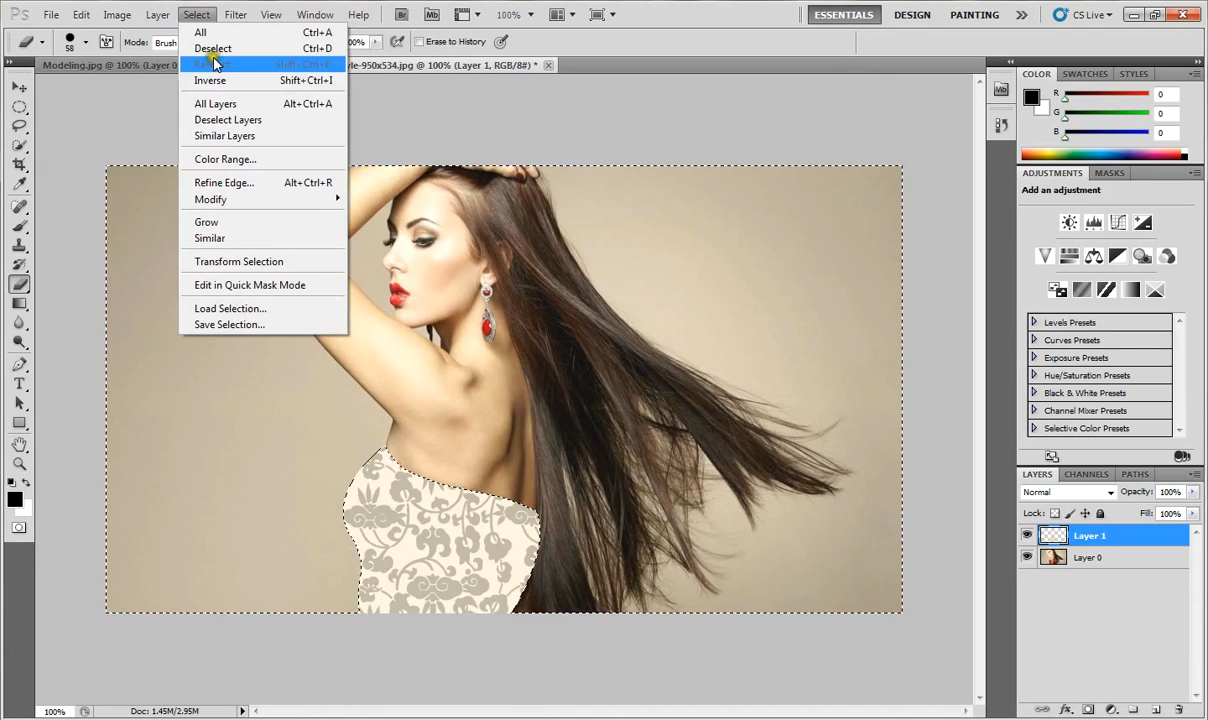 Ps File Edit Image Layer Select Filter View Window Help Br Mb 100% ESSENTIALS DESIGN PAINTING CS Live
58 Mode: Brush 00% Erase to History
All Ctrl+A
Deselect Ctrl+D
Inverse Shift+Ctrl+I
All Layers Alt+Ctrl+A
Deselect Layers
Similar Layers
Color Range...
Refine Edge... Alt+Ctrl+R
Modify
Grow
Similar
Transform Selection
Edit in Quick Mask Mode
Load Selection...
Save Selection...
Modeling.jpg @ 100% (Layer 0 yle-950x534.jpg @ 100% (Layer 1, RGB/8#) *
Mb
COLOR SWATCHES STYLES
R 0
G 0
B 0
ADJUSTMENTS MASKS
Add an adjustment
Levels Presets
Curves Presets
Exposure Presets
Hue/Saturation Presets
Black & White Presets
Channel Mixer Presets
Selective Color Presets
LAYERS CHANNELS PATHS
Normal Opacity: 100%
Lock: Fill: 100%
Layer 1
Layer 0
100% Doc: 1.45M/2.95M